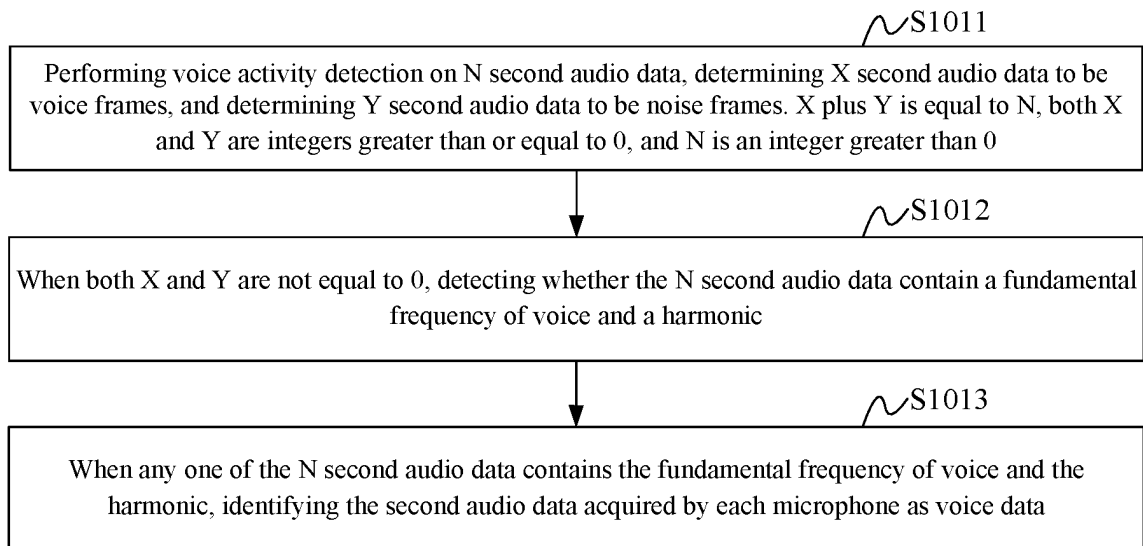 S1011
Performing voice activity detection on N second audio data, determining X second audio data to be
voice frames, and determining Y second audio data to be noise frames. X plus Y is equal to N, both X
and Y are integers greater than or equal to 0, and N is an integer greater than 0
S1012
When both X and Y are not equal to 0, detecting whether the N second audio data contain a fundamental
frequency of voice and a harmonic
S1013
When any one of the N second audio data contains the fundamental frequency of voice and the
harmonic, identifying the second audio data acquired by each microphone as voice data